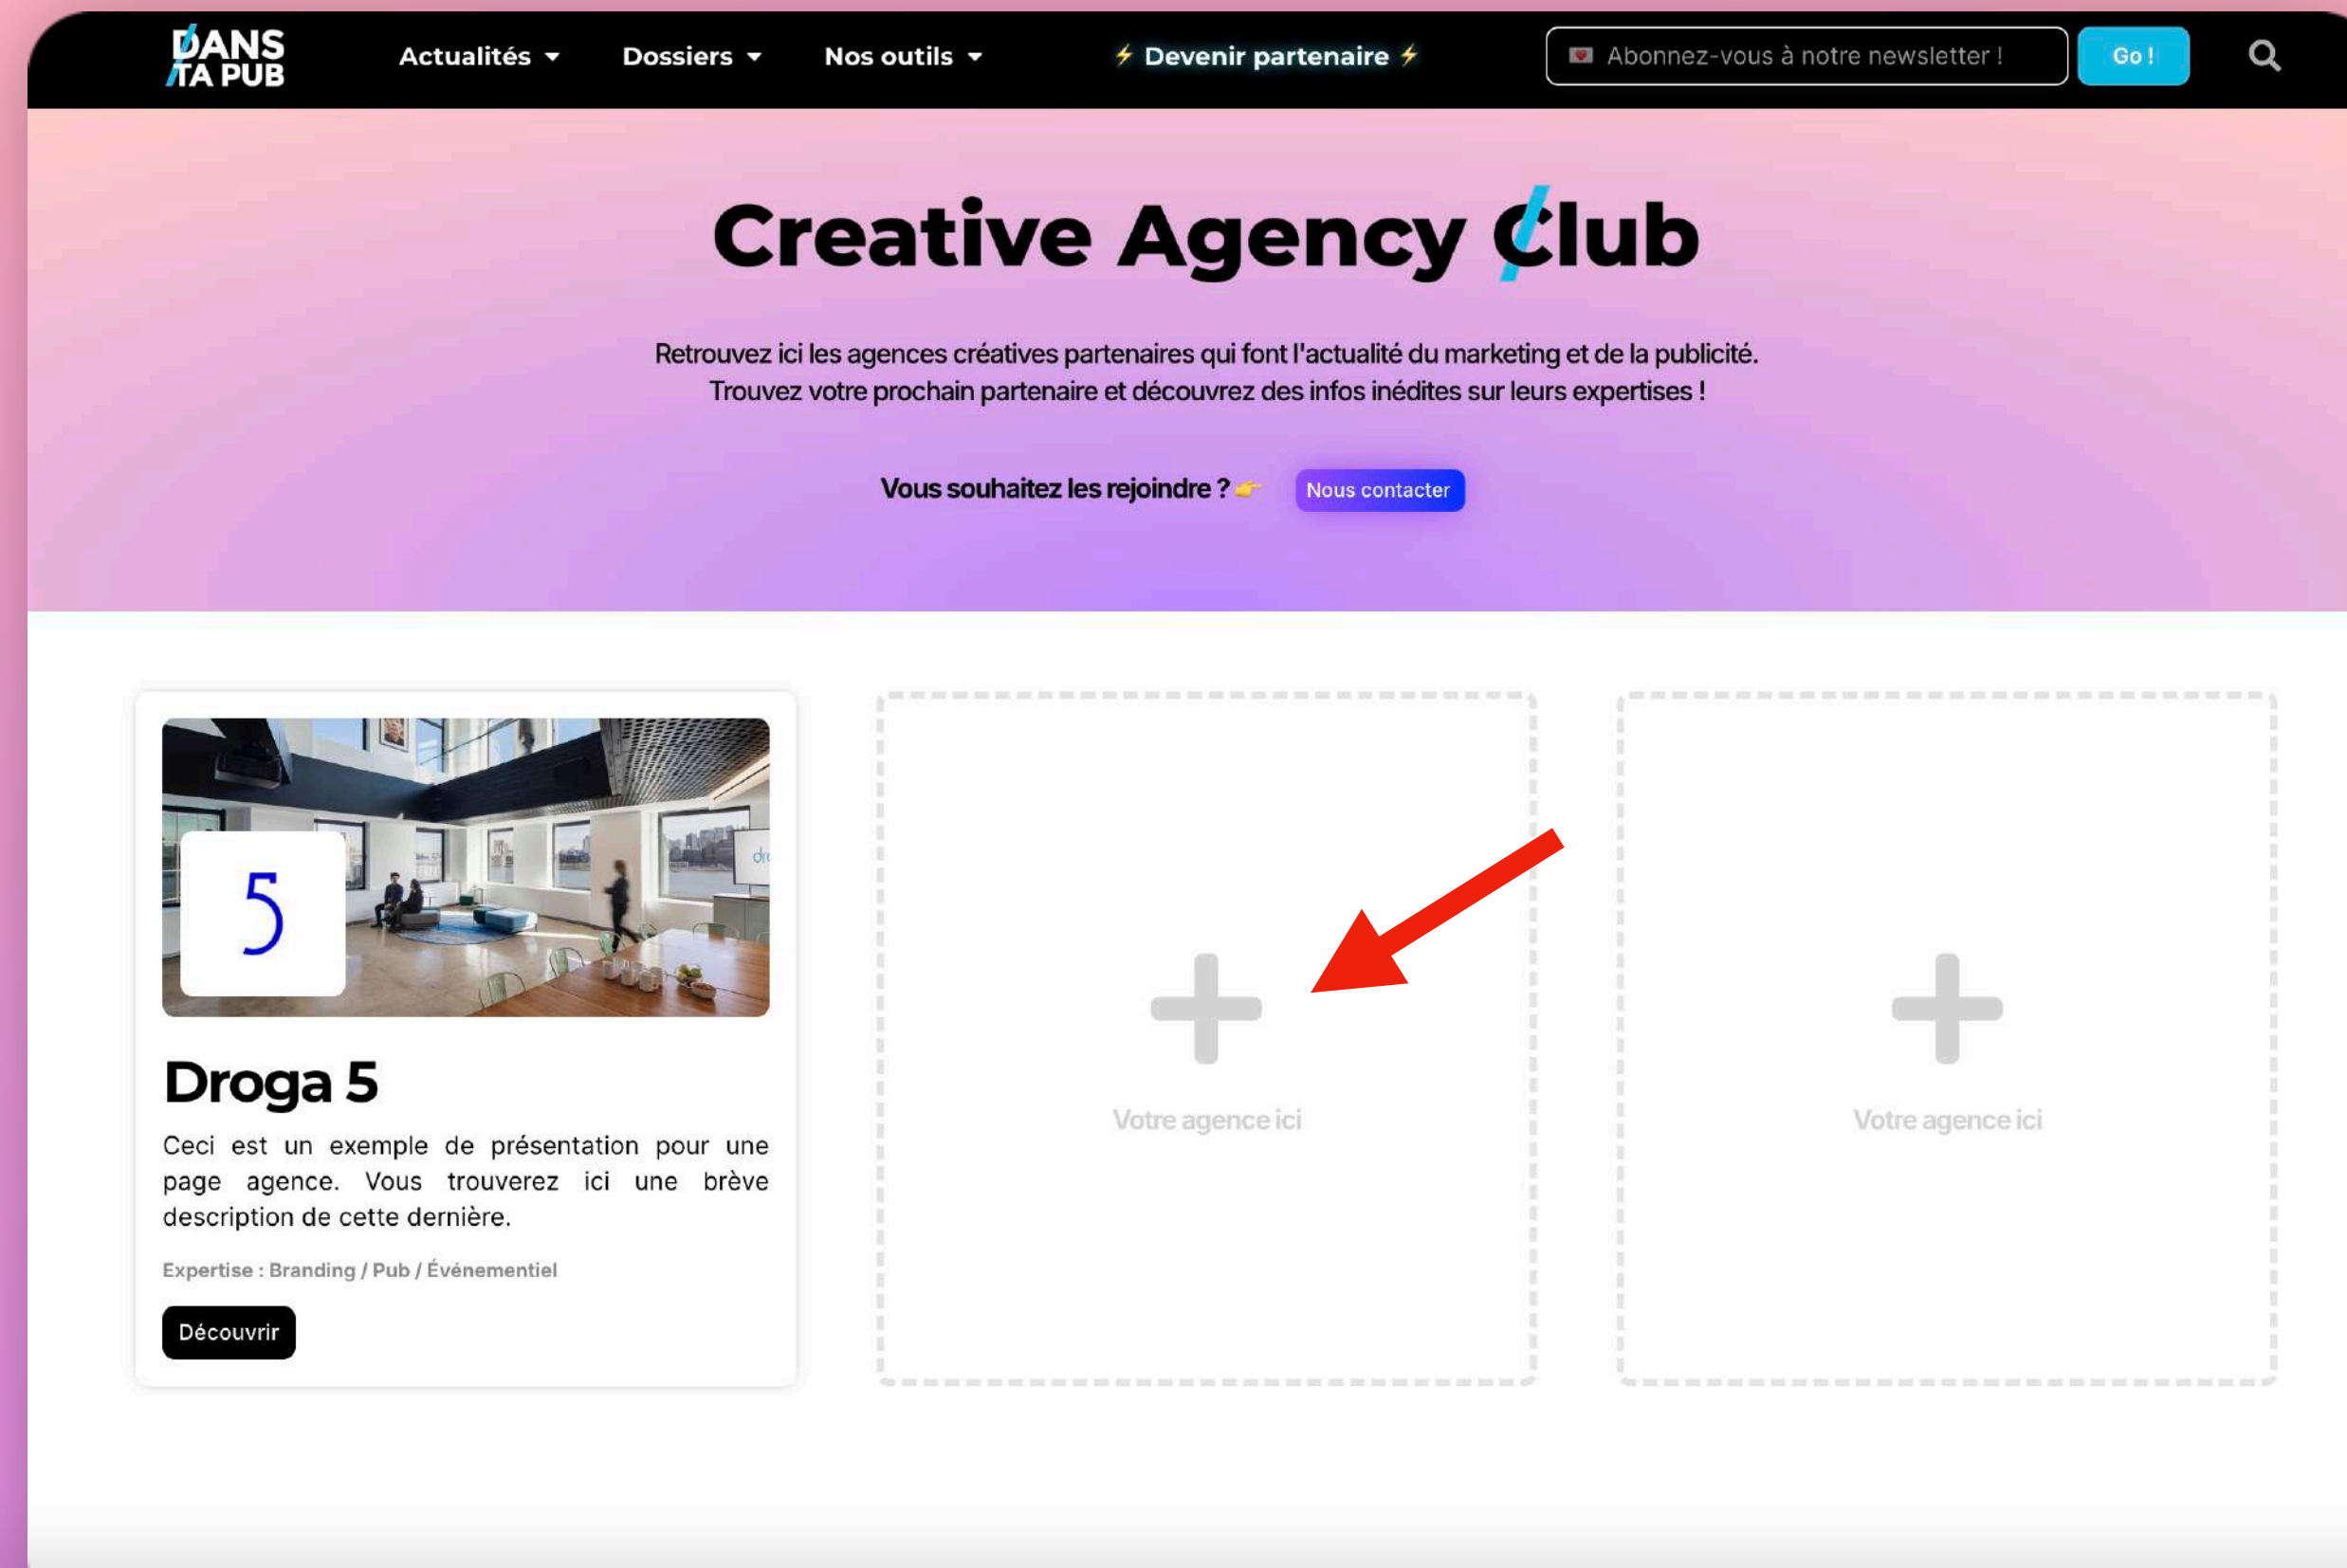 DANS
TA PUB
Actualités
Dossiers
Nos outils
⚡ Devenir partenaire ⚡
💌 Abonnez-vous à notre newsletter !
Go !
Creative Agency Club
Retrouvez ici les agences créatives partenaires qui font l'actualité du marketing et de la publicité.
Trouvez votre prochain partenaire et découvrez des infos inédites sur leurs expertises !
Vous souhaitez les rejoindre ? 👉
Nous contacter
5
Droga 5
Ceci est un exemple de présentation pour une
page agence. Vous trouverez ici une brève
description de cette dernière.
Expertise : Branding / Pub / Événementiel
Découvrir
Votre agence ici
Votre agence ici